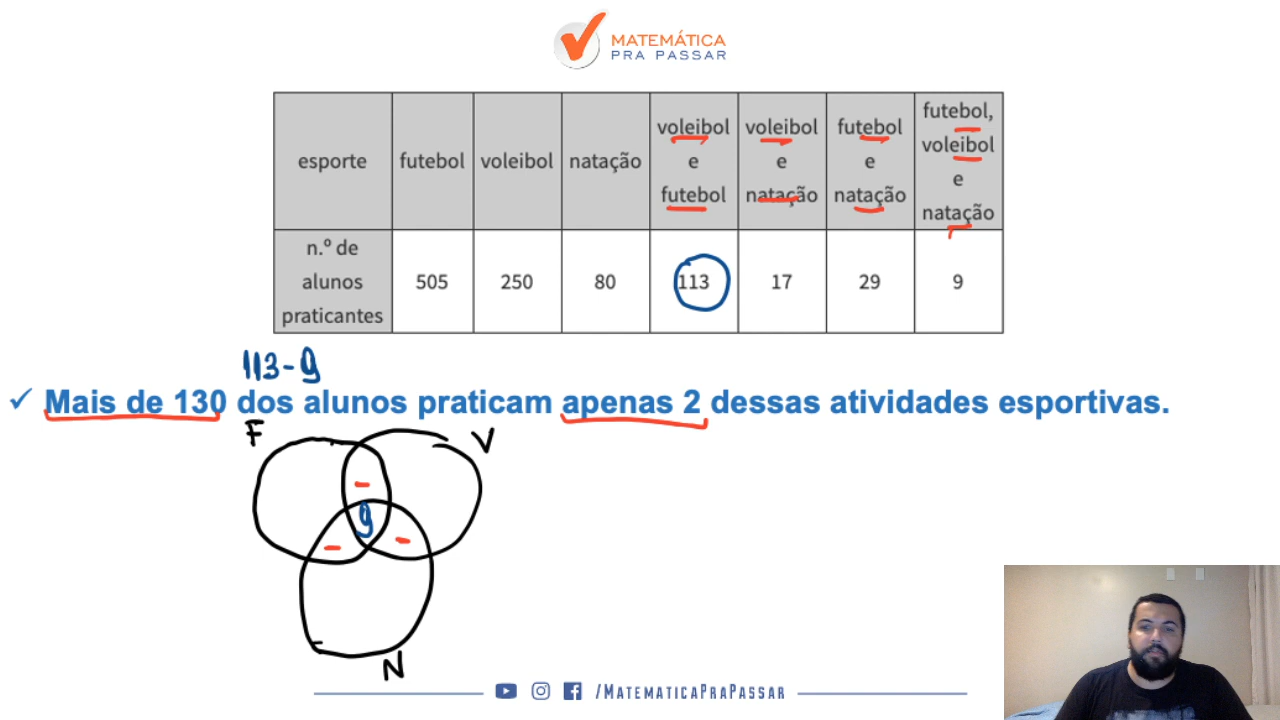 MATEMÁTICA
PRA PASSAR
esporte
futebol
voleibol
natação
voleibol
e
futebol
voleibol
e
natação
futebol
e
natação
futebol,
voleibol
e
natação
n.º de
alunos
praticantes
505
250
80
113
17
29
9
113-9
✓ Mais de 130 dos alunos praticam apenas 2 dessas atividades esportivas.
F
V
9
N
/MatematicaPraPassar